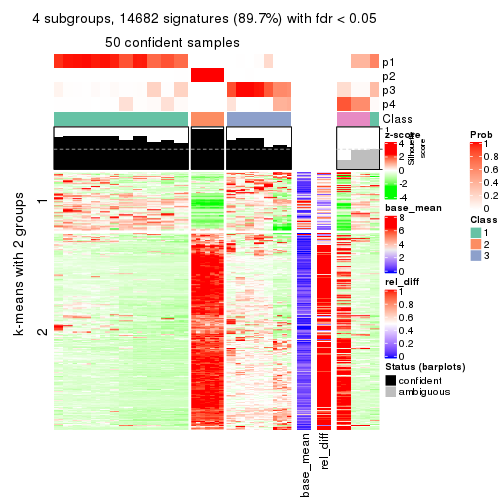 4 subgroups, 14682 signatures (89.7%) with fdr < 0.05
50 confident samples
p1
p2
p3
p4
Class
1
Silhouette
score
k-means with 2 groups
1
2
base_mean
rel_diff
z-score
4
2
0
-2
-4
base_mean
8
6
4
2
0
rel_diff
1
0.8
0.6
0.4
0.2
0
Status (barplots)
confident
ambiguous
Prob
1
0.8
0.6
0.4
0.2
0
Class
1
2
3